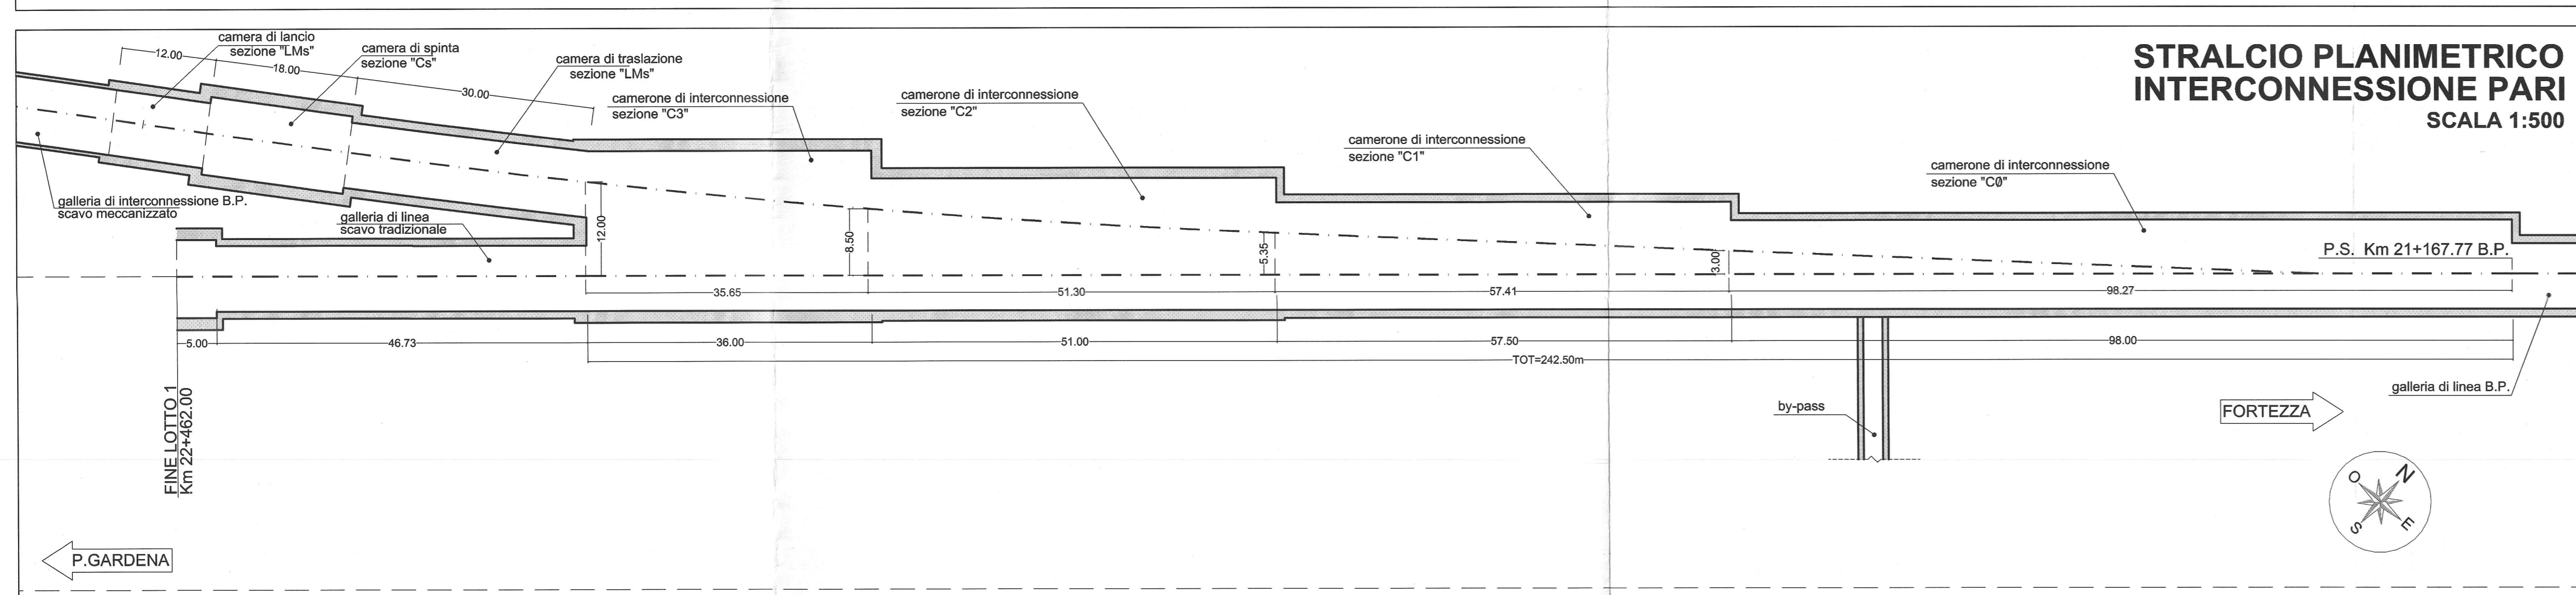 STRALCIO PLANIMETRICO
INTERCONNESSIONE PARI
SCALA 1:500
camera di lancio
sezione "LMs"
camera di spinta
sezione "Cs"
camera di traslazione
sezione "LMs"
12.00
18.00
30.00
camerone di interconnessione
sezione "C3"
camerone di interconnessione
sezione "C2"
camerone di interconnessione
sezione "C1"
camerone di interconnessione
sezione "C0"
galleria di interconnessione B.P.
scavo meccanizzato
galleria di linea
scavo tradizionale
12.00
8.50
5.35
3.00
P.S. Km 21+167.77 B.P.
35.65
51.30
57.41
98.27
5.00
46.73
36.00
51.00
57.50
98.00
TOT=242.50m
FINE LOTTO 1
Km 22+462.00
by-pass
galleria di linea B.P.
FORTEZZA
O
N
S
E
P.GARDENA